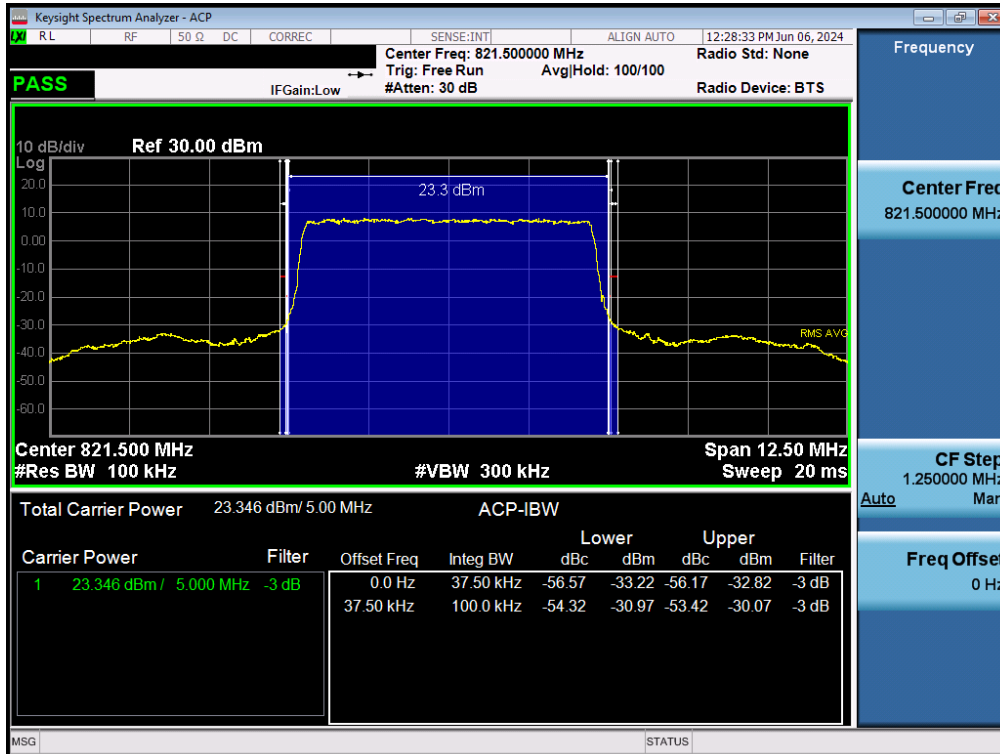 Keysight Spectrum Analyzer - ACP
LXI RL RF 50 Ω DC CORREC SENSE:INT ALIGN AUTO 12:28:33 PM Jun 06, 2024
Center Freq: 821.500000 MHz Radio Std: None
Trig: Free Run Avg|Hold: 100/100
PASS IFGain:Low #Atten: 30 dB Radio Device: BTS
10 dB/div Ref 30.00 dBm
Log
20.0
23.3 dBm
10.0
0.00
-10.0
-20.0
-30.0
RMS AVG
-40.0
-50.0
-60.0
Center 821.500 MHz Span 12.50 MHz
#Res BW 100 kHz #VBW 300 kHz Sweep 20 ms
Total Carrier Power 23.346 dBm/ 5.00 MHz ACP-IBW
Lower Upper
Carrier Power Filter Offset Freq Integ BW dBc dBm dBc dBm Filter
1 23.346 dBm / 5.000 MHz -3 dB 0.0 Hz 37.50 kHz -56.57 -33.22 -56.17 -32.82 -3 dB
37.50 kHz 100.0 kHz -54.32 -30.97 -53.42 -30.07 -3 dB
MSG STATUS
Frequency
Center Freq
821.500000 MHz
CF Step
1.250000 MHz
Auto Man
Freq Offset
0 Hz